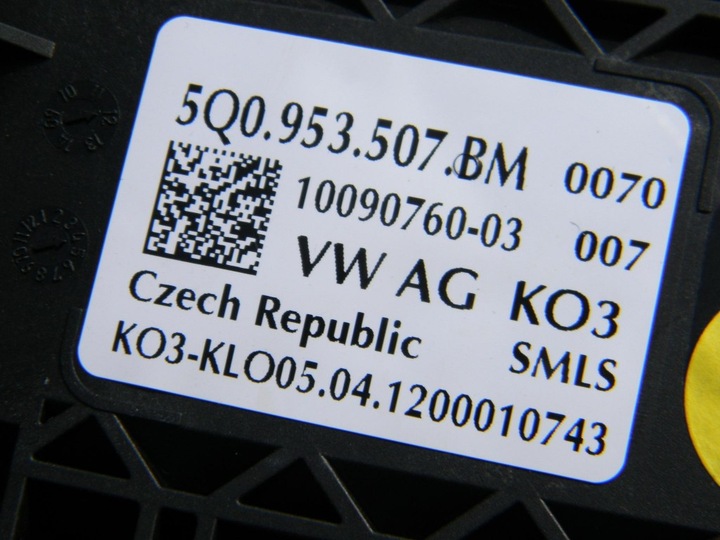 5Q0.953.507.BM 0070
10090760-03 007
VW AG KO3
Czech Republic SMLS
KO3-KLO05.04.1200010743